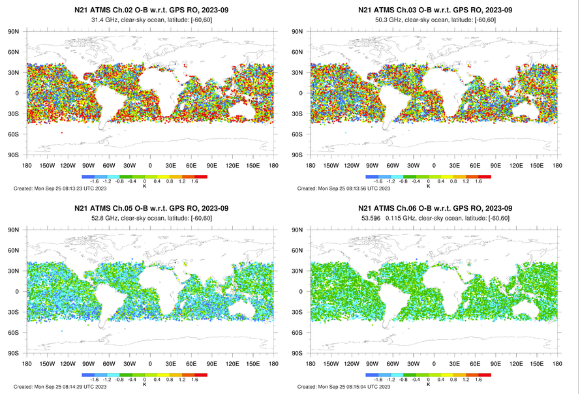 N21 ATMS Ch.02 O-B w.r.t. GPS RO, 2023-09
31.4 GHz, clear-sky ocean, latitude: [-60,60]
90N
60N
30N
0
30S
60S
90S
180 150W 120W 90W 60W 30W 0 30E 60E 90E 120E 150E 180
-1.6 -1.2 -0.8 -0.4 0 0.4 0.8 1.2 1.6
K
Created: Mon Sep 25 08:13:23 UTC 2023
N21 ATMS Ch.03 O-B w.r.t. GPS RO, 2023-09
50.3 GHz, clear-sky ocean, latitude: [-60,60]
90N
60N
30N
0
30S
60S
90S
180 150W 120W 90W 60W 30W 0 30E 60E 90E 120E 150E 180
-1.6 -1.2 -0.8 -0.4 0 0.4 0.8 1.2 1.6
K
Created: Mon Sep 25 08:13:56 UTC 2023
N21 ATMS Ch.05 O-B w.r.t. GPS RO, 2023-09
52.8 GHz, clear-sky ocean, latitude: [-60,60]
90N
60N
30N
0
30S
60S
90S
180 150W 120W 90W 60W 30W 0 30E 60E 90E 120E 150E 180
-1.6 -1.2 -0.8 -0.4 0 0.4 0.8 1.2 1.6
K
Created: Mon Sep 25 08:14:29 UTC 2023
N21 ATMS Ch.06 O-B w.r.t. GPS RO, 2023-09
53.596 0.115 GHz, clear-sky ocean, latitude: [-60,60]
90N
60N
30N
0
30S
60S
90S
180 150W 120W 90W 60W 30W 0 30E 60E 90E 120E 150E 180
-1.6 -1.2 -0.8 -0.4 0 0.4 0.8 1.2 1.6
K
Created: Mon Sep 25 08:15:04 UTC 2023